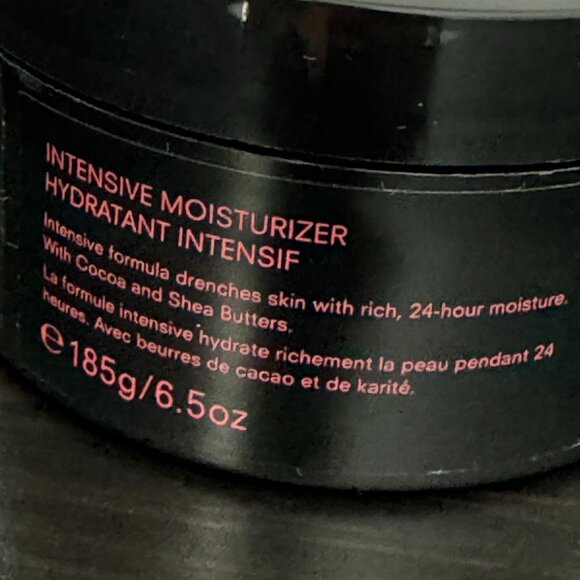 INTENSIVE MOISTURIZER
HYDRATANT INTENSIF
Intensive formula drenches skin with rich, 24-hour moisture.
With Cocoa and Shea Butters.
La formule intensive hydrate richement la peau pendant 24
heures. Avec beurres de cacao et de karité.
℮185g/6.5oz